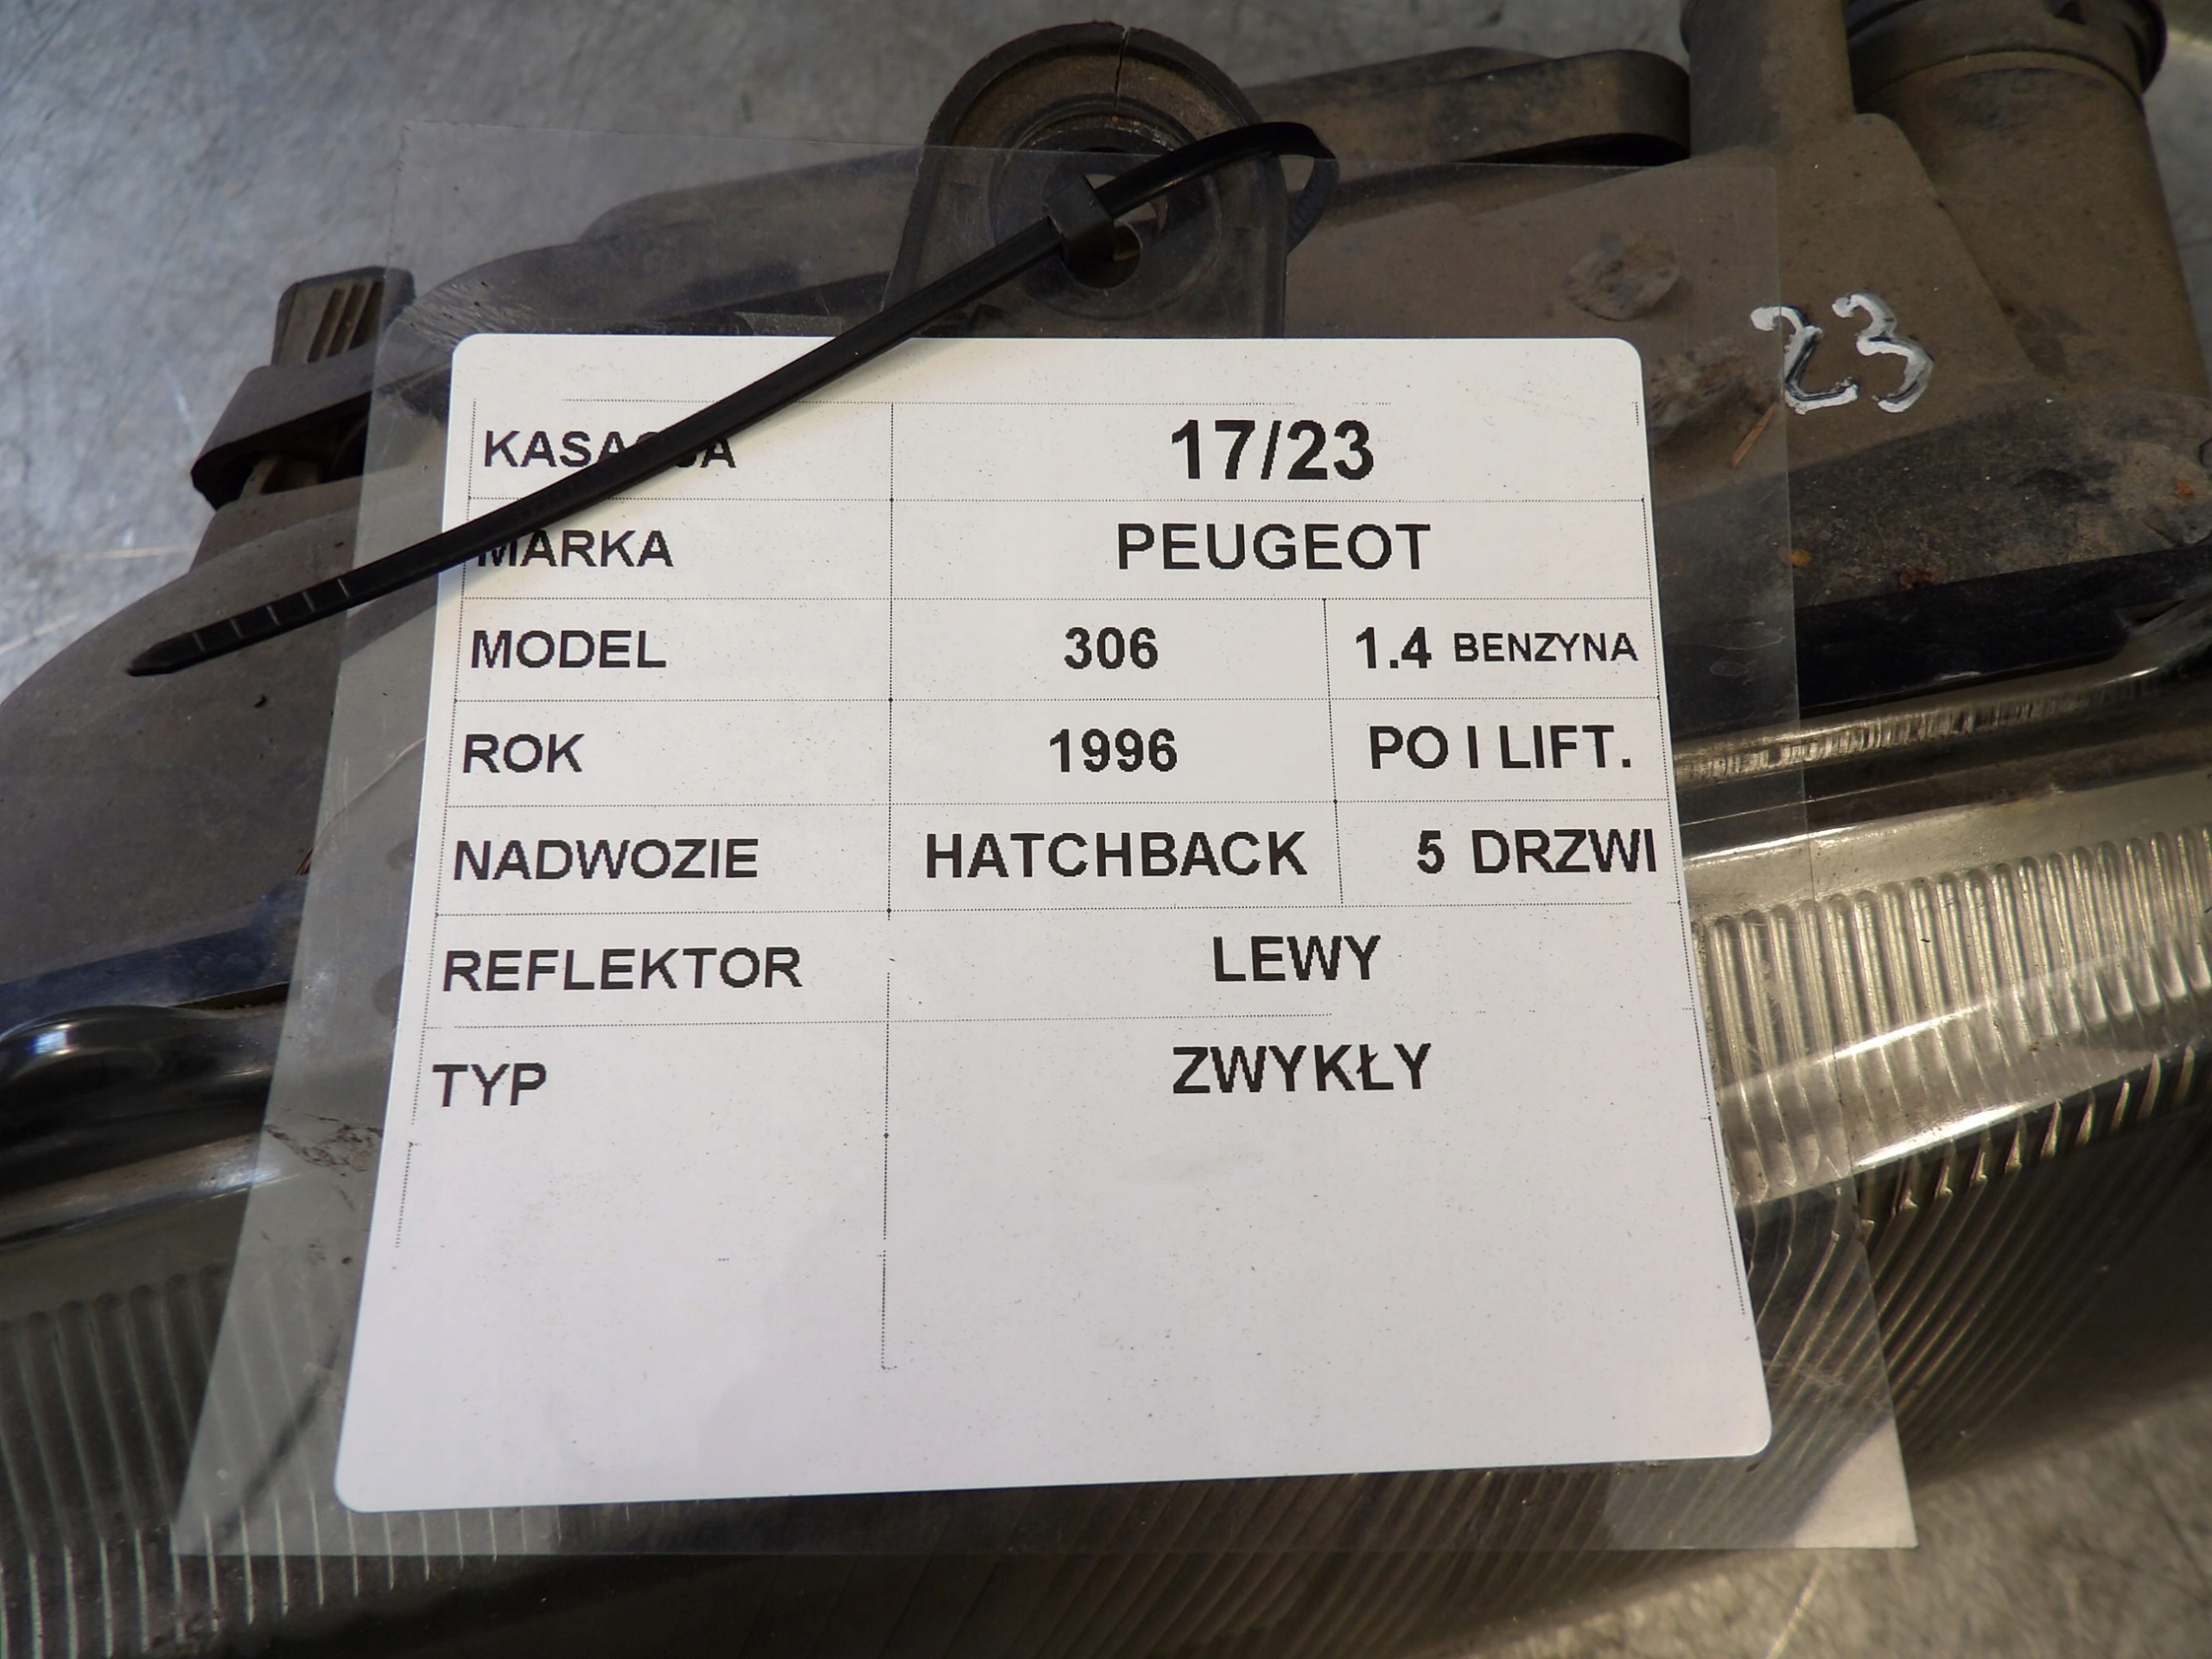 23
KASACJA 17/23
MARKA PEUGEOT
MODEL 306 1.4 BENZYNA
ROK 1996 PO I LIFT.
NADWOZIE HATCHBACK 5 DRZWI
REFLEKTOR LEWY
TYP ZWYKŁY